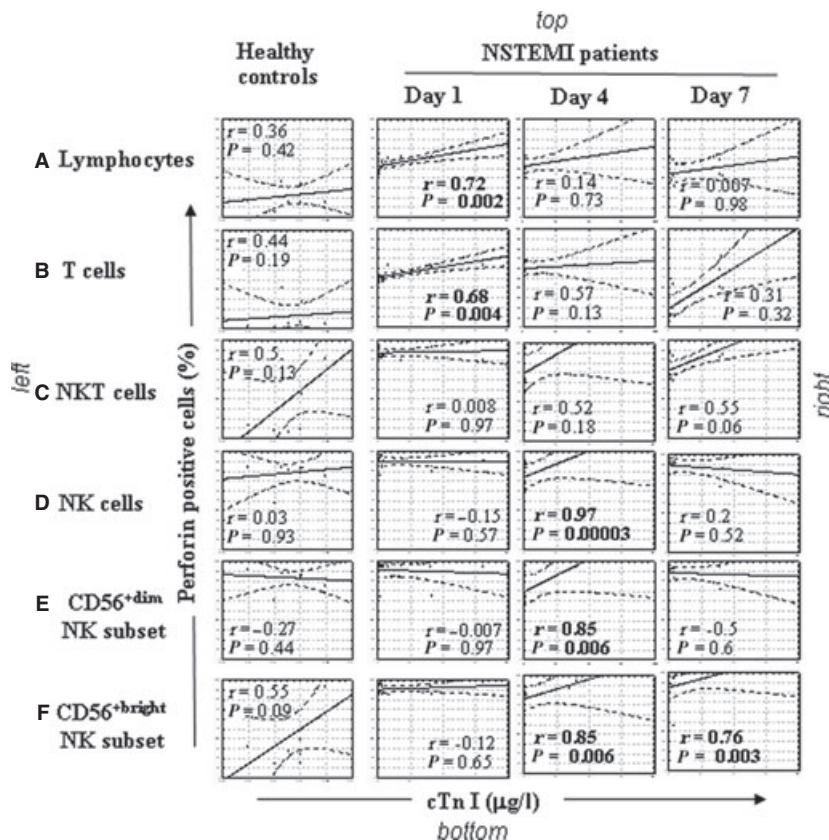 top
Healthy controls
NSTEMI patients
Day 1 Day 4 Day 7
A Lymphocytes
r = 0.36
P = 0.42
r = 0.72
P = 0.002
r = 0.14
P = 0.73
r = 0.007
P = 0.98
B T cells
r = 0.44
P = 0.19
r = 0.68
P = 0.004
r = 0.57
P = 0.13
r = 0.31
P = 0.32
left
Perforin positive cells (%)
right
C NKT cells
r = 0.5
P = 0.13
r = 0.008
P = 0.97
r = 0.52
P = 0.18
r = 0.55
P = 0.06
D NK cells
r = 0.03
P = 0.93
r = −0.15
P = 0.57
r = 0.97
P = 0.00003
r = 0.2
P = 0.52
E CD56+dim
NK subset
r = −0.27
P = 0.44
r = −0.007
P = 0.97
r = 0.85
P = 0.006
r = -0.5
P = 0.6
F CD56+bright
NK subset
r = 0.55
P = 0.09
r = -0.12
P = 0.65
r = 0.85
P = 0.006
r = 0.76
P = 0.003
cTn I (μg/l)
bottom